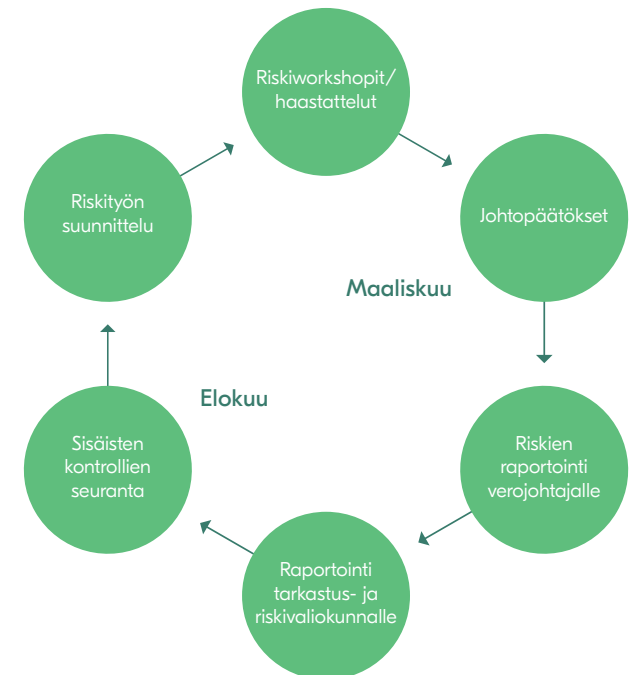 Riskiworkshopit/
haastattelut
Johtopäätökset
Riskityön
suunnittelu
Maaliskuu
Elokuu
Riskien
raportointi
verojohtajalle
Sisäisten
kontrollien
seuranta
Raportointi
tarkastus- ja
riskivaliokunnalle